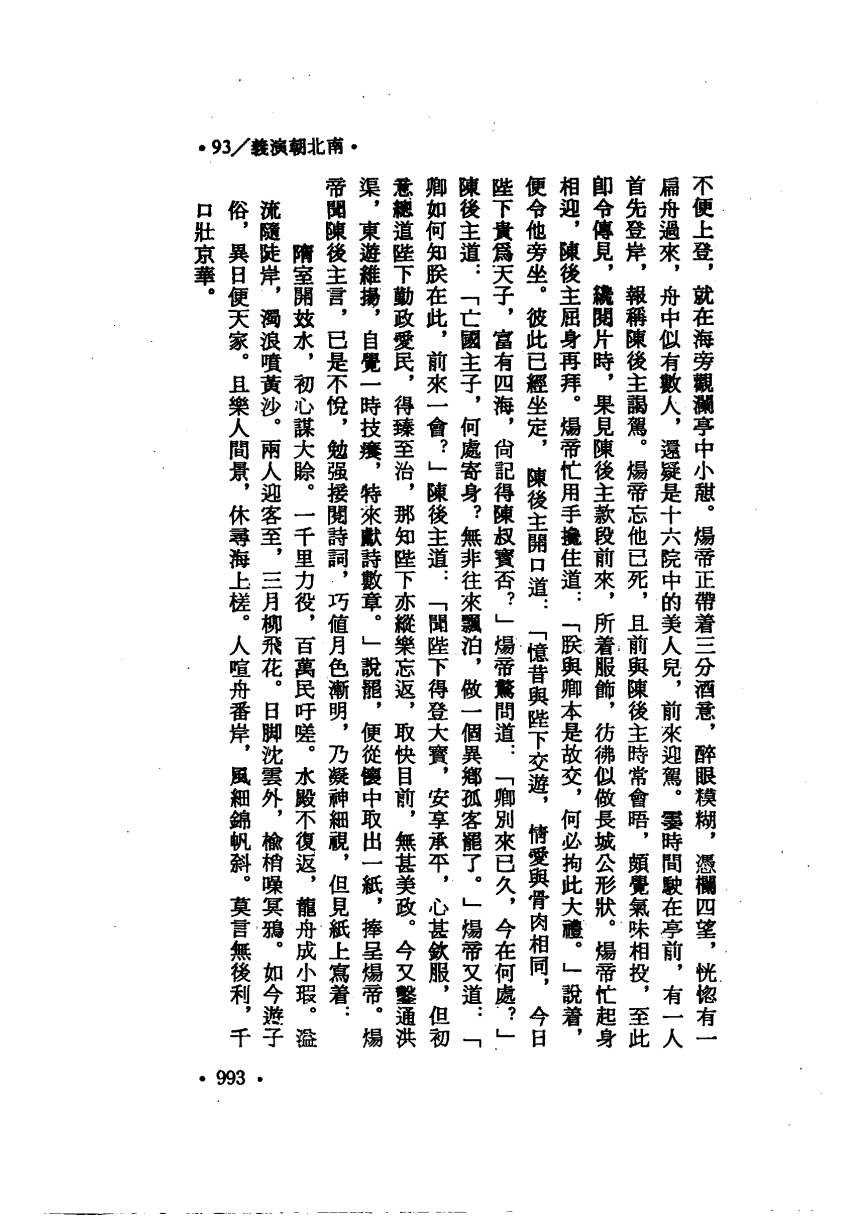 •南北朝演義／93•
不便上登，就在海旁觀瀾亭中小憇。煬帝正帶着三分酒意，醉眼糢糊，憑欄四望，恍惚有一
扁舟過來，舟中似有數人，還疑是十六院中的美人兒，前來迎駕。霎時間駛在亭前，有一人
首先登岸，報稱陳後主謁駕。煬帝忘他已死，且前與陳後主時常會晤，頗覺氣味相投，至此
卽令傳見，纔閱片時，果見陳後主款段前來，所着服飾，彷彿似做長城公形狀。煬帝忙起身
相迎，陳後主屈身再拜。煬帝忙用手攙住道：「朕與卿本是故交，何必拘此大禮。」說着，
便令他旁坐。彼此已經坐定，陳後主開口道：「憶昔與陛下交遊，情愛與骨肉相同，今日
陛下貴爲天子，富有四海，尙記得陳叔寶否？」煬帝驚問道：「卿別來已久，今在何處？」
陳後主道：「亡國主子，何處寄身？無非往來飄泊，做一個異鄉孤客罷了。」煬帝又道：「
卿如何知朕在此，前來一會？」陳後主道：「聞陛下得登大寶，安享承平，心甚欽服，但初
意總道陛下勤政愛民，得臻至治，那知陛下亦縱樂忘返，取快目前，無甚美政。今又鑿通洪
渠，東遊維揚，自覺一時技癢，特來獻詩數章。」說罷，便從懷中取出一紙，捧呈煬帝。煬
帝聞陳後主言，已是不悅，勉强接閱詩詞，巧値月色漸明，乃凝神細視，但見紙上寫着：
隋室開玆水，初心謀大賒。一千里力役，百萬民吁嗟。水殿不復返，龍舟成小瑕。溢
流隨陡岸，濁浪噴黃沙。兩人迎客至，三月柳飛花。日脚沈雲外，楡梢噪冥鴉。如今遊子
俗，異日便天家。且樂人間景，休尋海上槎。人喧舟番岸，風細錦帆斜。莫言無後利，千
口壯京華。
•993•